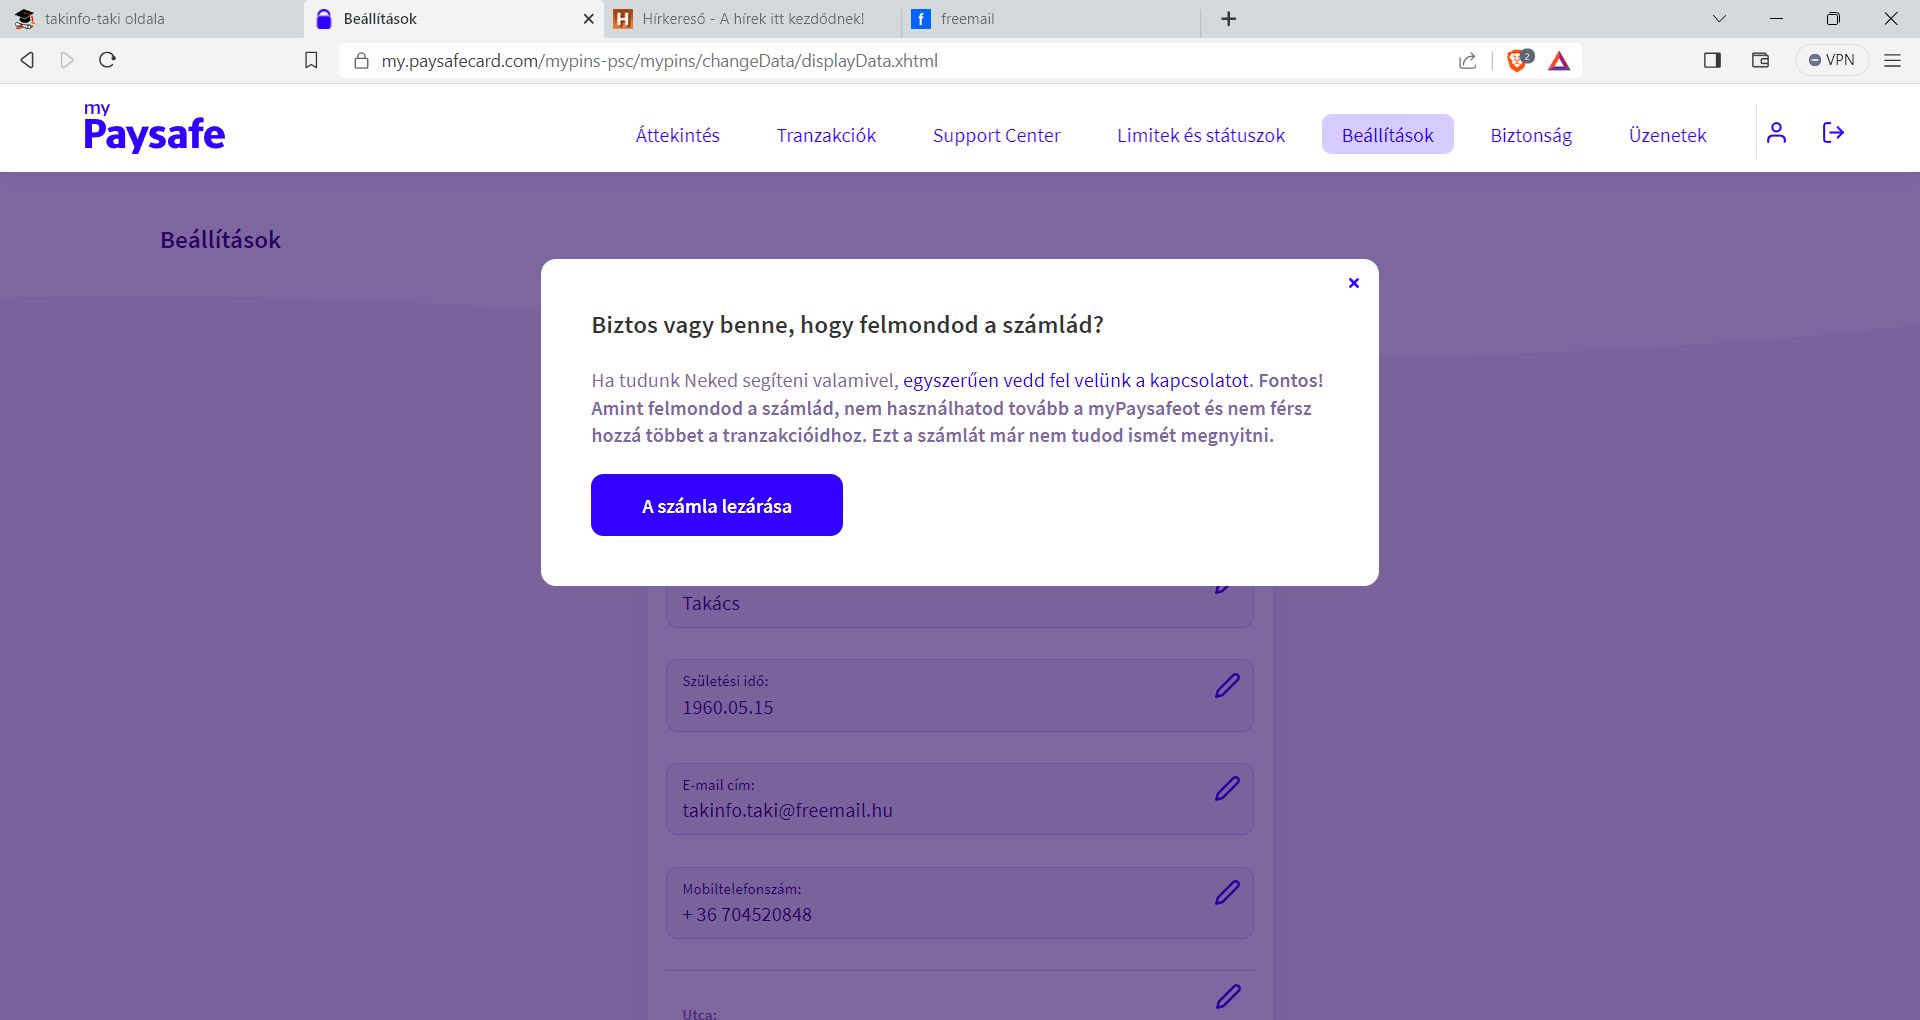 takinfo-taki oldala
Beállítások
Hírkereső - A hírek itt kezdődnek!
freemail
my.paysafecard.com/mypins-psc/mypins/changeData/displayData.xhtml
2
VPN
my
Paysafe
Áttekintés
Tranzakciók
Support Center
Limitek és státuszok
Beállítások
Biztonság
Üzenetek
Beállítások
Biztos vagy benne, hogy felmondod a számlád?
Ha tudunk Neked segíteni valamivel, egyszerűen vedd fel velünk a kapcsolatot. Fontos!
Amint felmondod a számlád, nem használhatod tovább a myPaysafeot és nem férsz
hozzá többet a tranzakcióidhoz. Ezt a számlát már nem tudod ismét megnyitni.
A számla lezárása
Takács
Születési idő:
1960.05.15
E-mail cím:
takinfo.taki@freemail.hu
Mobiltelefonszám:
+ 36 704520848
Utca: